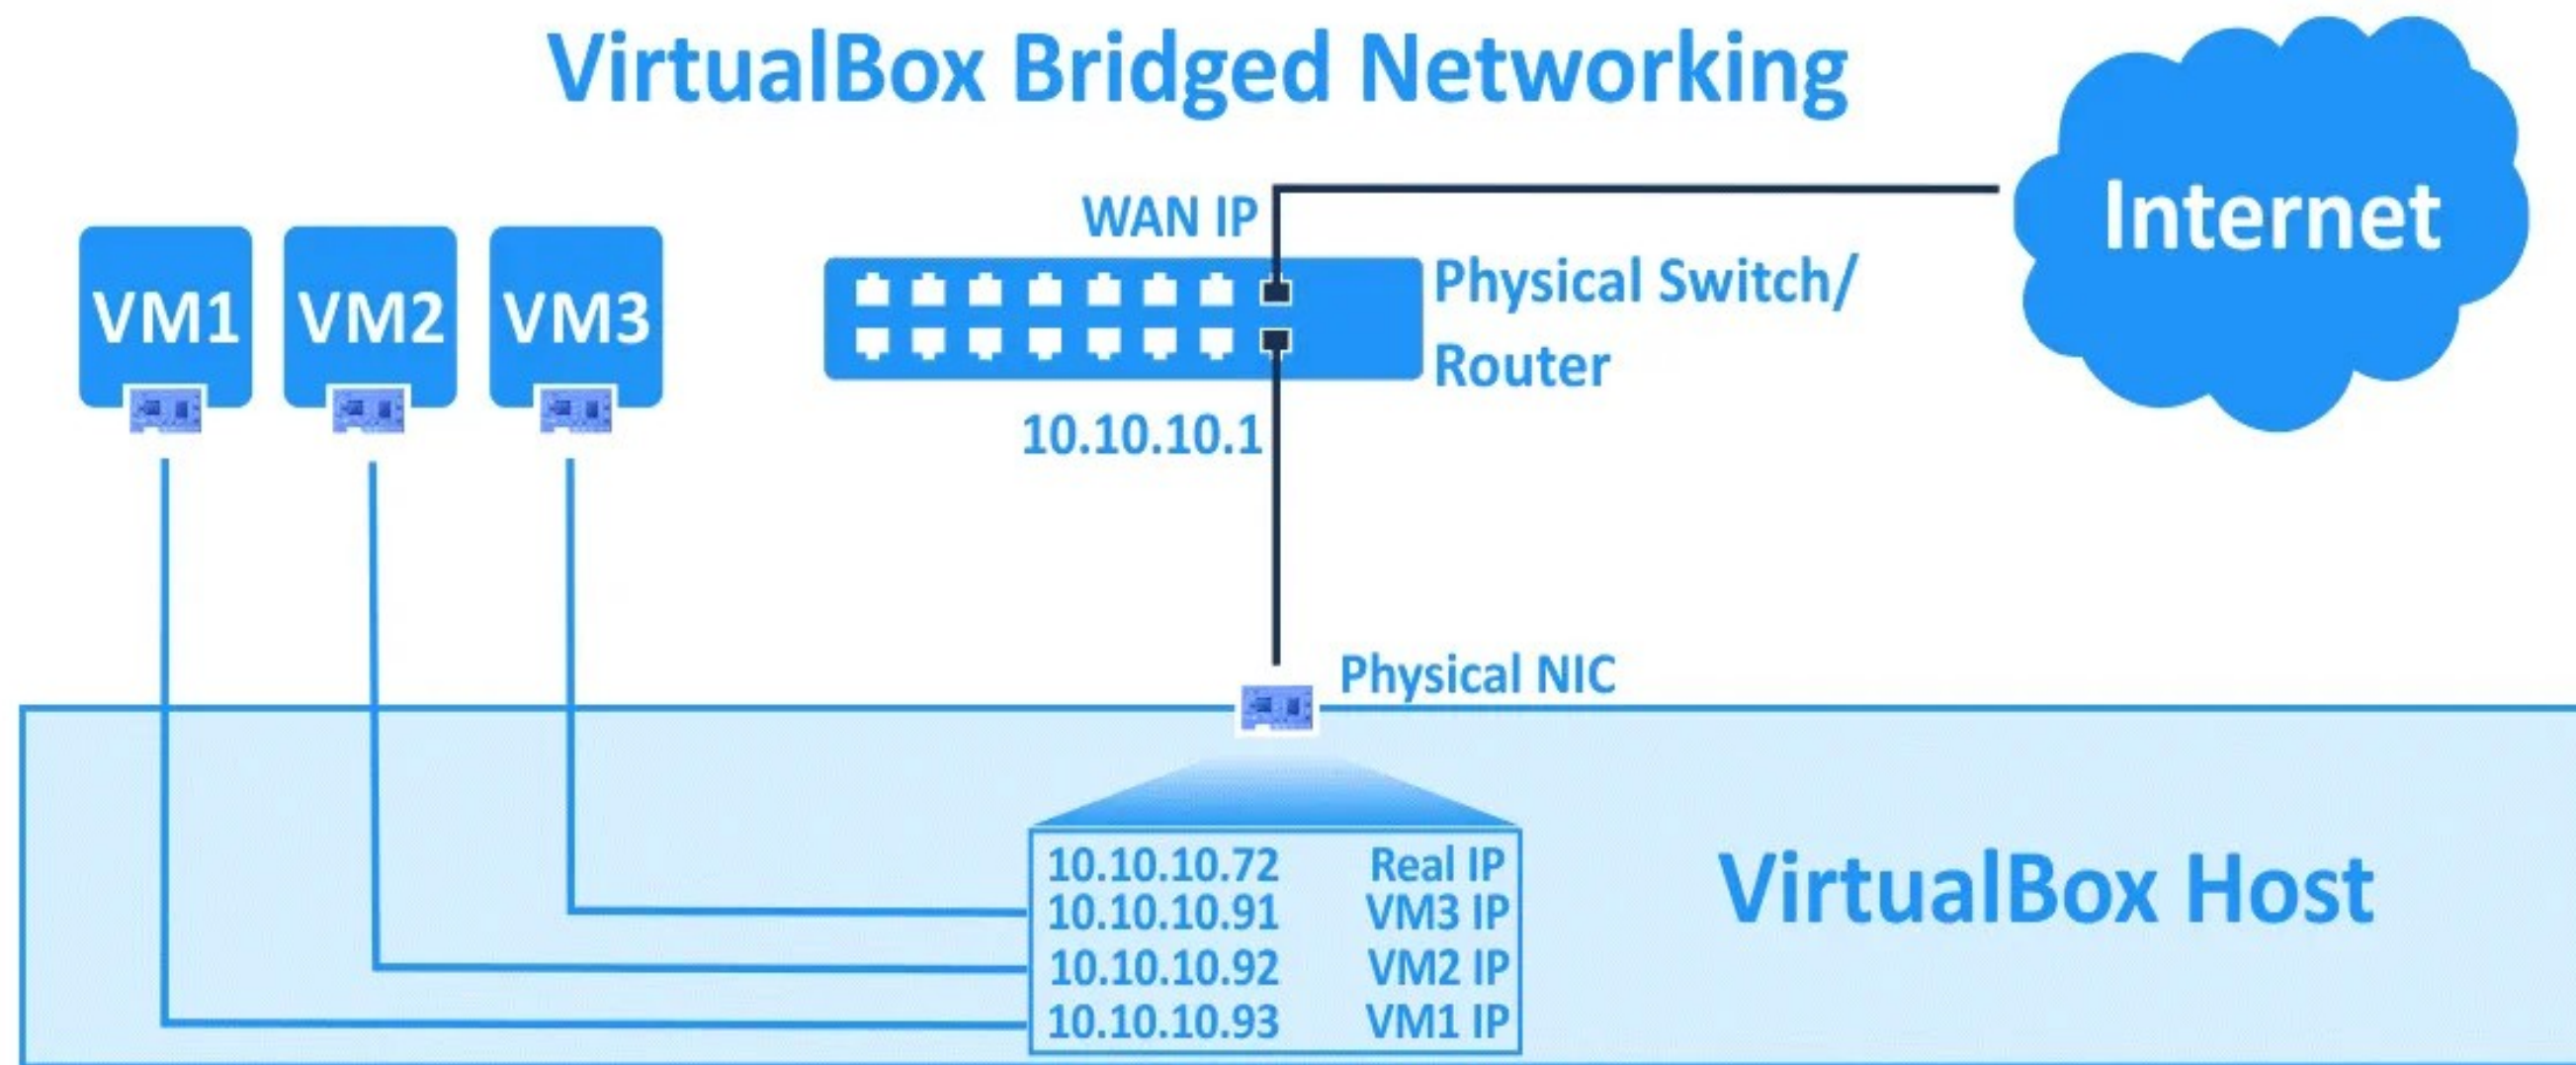 VirtualBox Bridged Networking
Internet
WAN IP
VM1
VM2
VM3
Physical Switch/
Router
10.10.10.1
Physical NIC
10.10.10.72 Real IP
10.10.10.91 VM3 IP
10.10.10.92 VM2 IP
10.10.10.93 VM1 IP
VirtualBox Host